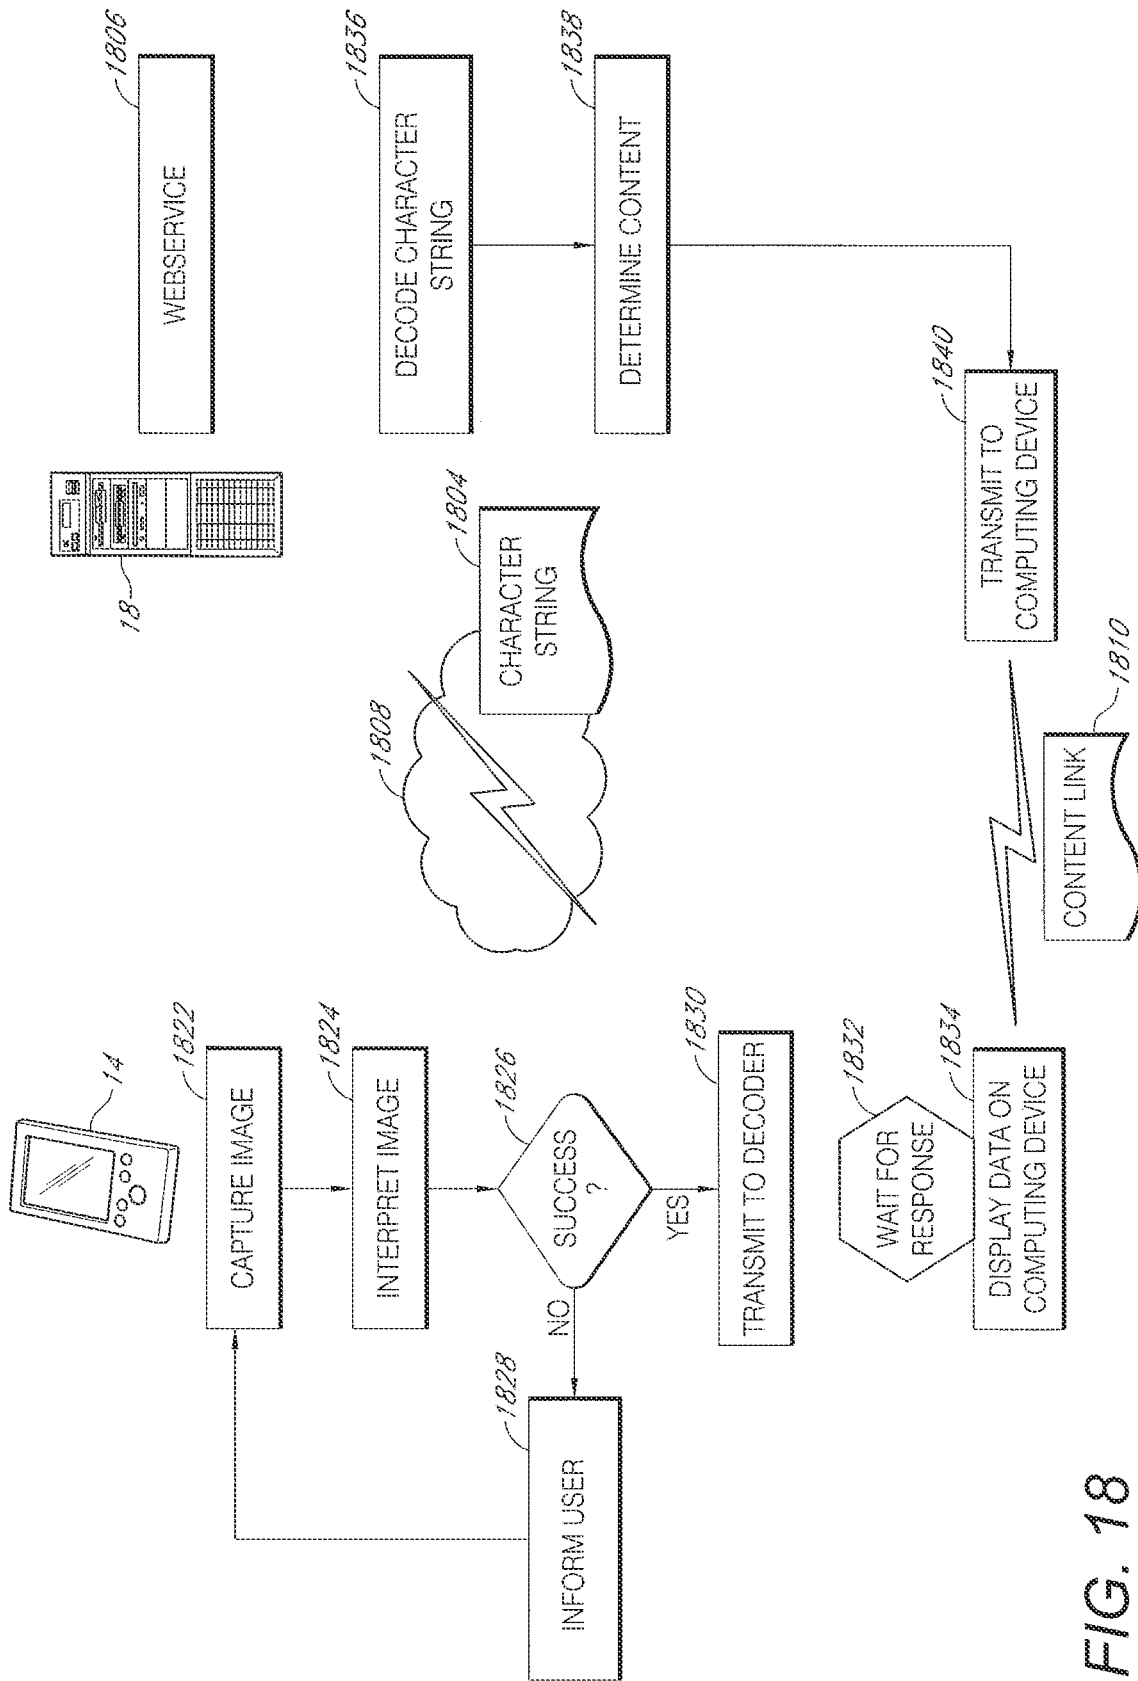 14
18
1806
WEBSERVICE
1822
CAPTURE IMAGE
1824
INTERPRET IMAGE
1826
SUCCESS
?
NO
YES
1828
INFORM USER
1830
TRANSMIT TO DECODER
1808
1804
CHARACTER
STRING
1836
DECODE CHARACTER
STRING
1838
DETERMINE CONTENT
1832
WAIT FOR
RESPONSE
1834
DISPLAY DATA ON
COMPUTING DEVICE
1840
TRANSMIT TO
COMPUTING DEVICE
1810
CONTENT LINK
FIG. 18